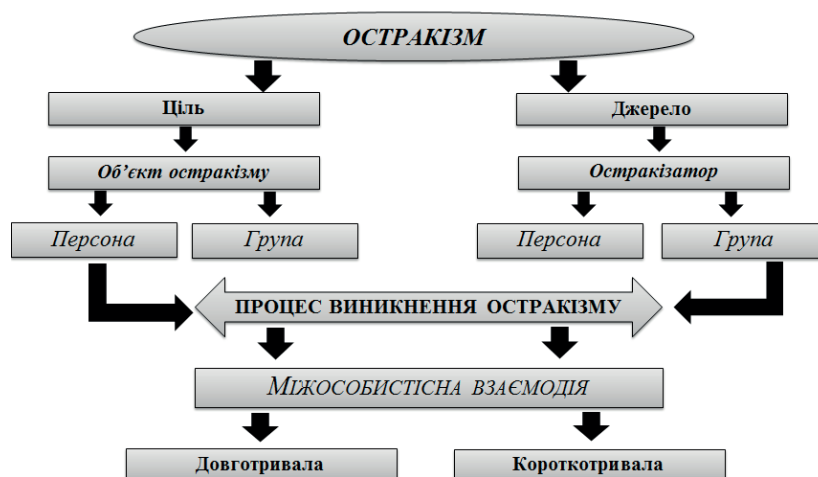 ОСТРАКІЗМ
Ціль
Джерело
Об’єкт остракізму
Остракізатор
Персона
Група
Персона
Група
ПРОЦЕС ВИНИКНЕННЯ ОСТРАКІЗМУ
МІЖОСОБИСТІСНА ВЗАЄМОДІЯ
Довготривала
Короткотривала